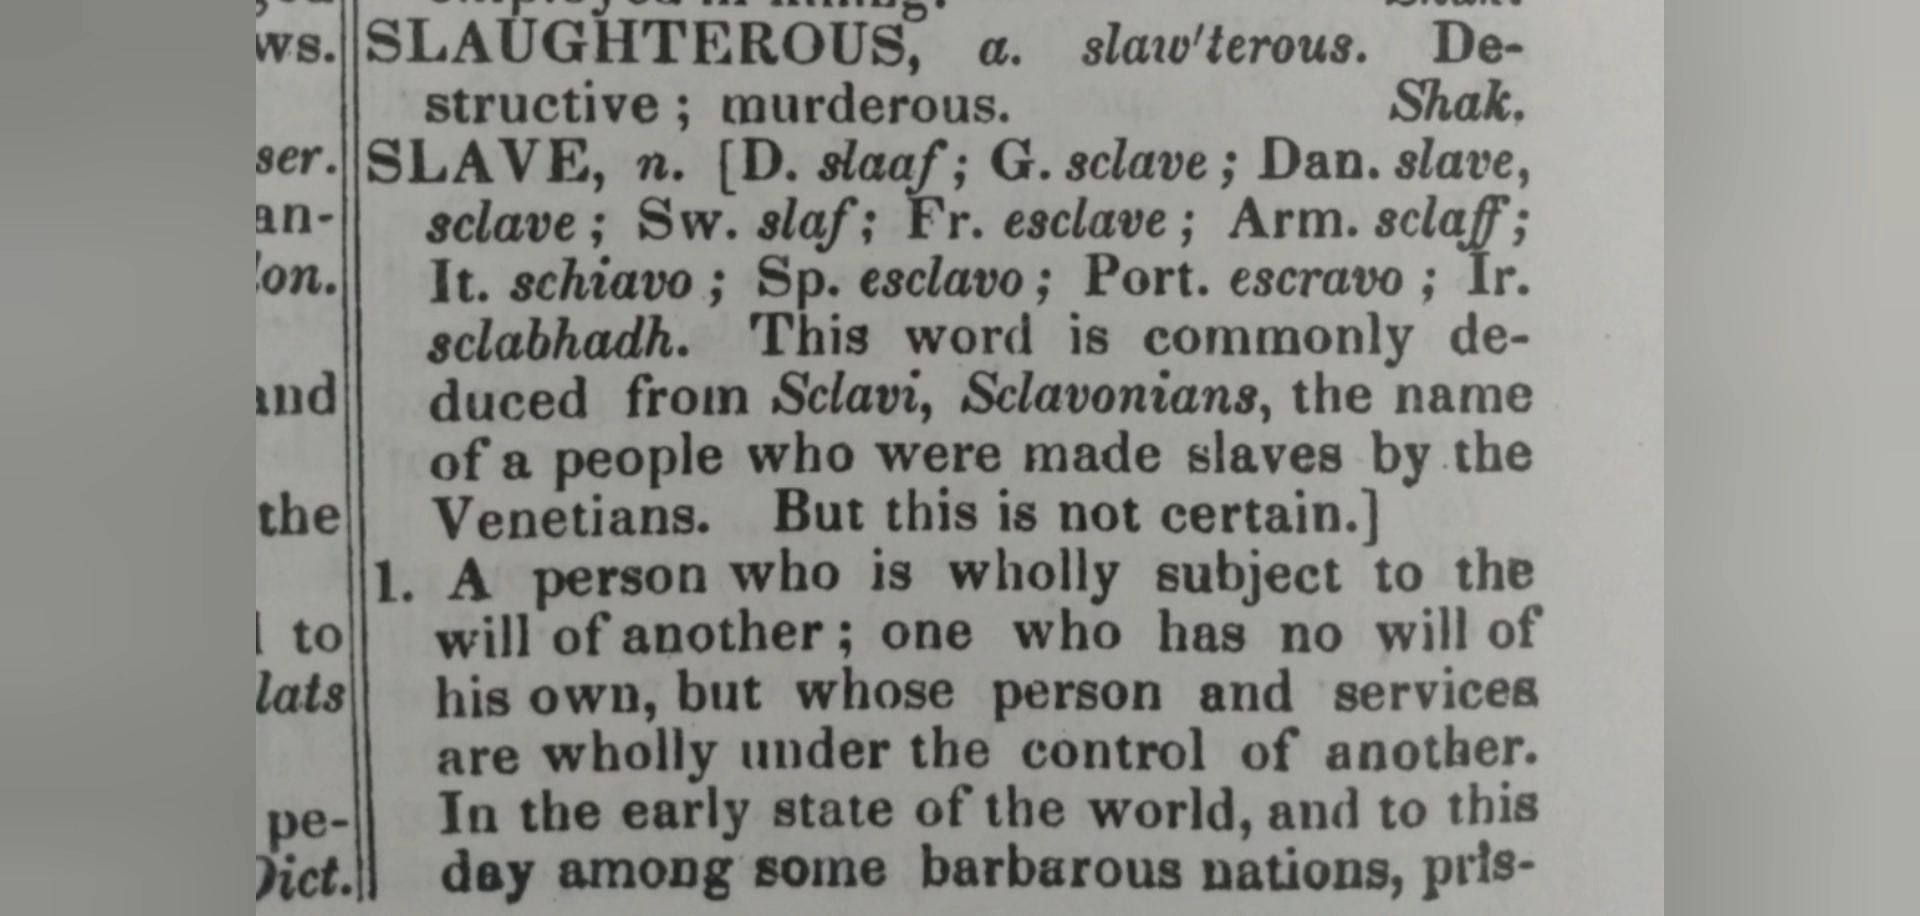 ws.
ser.
an-
on.
and
the
to
lats
pe-
Dict.
SLAUGHTEROUS, a. slaw'terous. De-
structive ; murderous. Shak.
SLAVE, n. [D. slaaf ; G. sclave ; Dan. slave,
sclave ; Sw. slaf ; Fr. esclave ; Arm. sclaff ;
It. schiavo ; Sp. esclavo ; Port. escravo ; Ir.
sclabhadh. This word is commonly de-
duced from Sclavi, Sclavonians, the name
of a people who were made slaves by the
Venetians. But this is not certain.]
1. A person who is wholly subject to the
will of another ; one who has no will of
his own, but whose person and services
are wholly under the control of another.
In the early state of the world, and to this
day among some barbarous nations, pris-